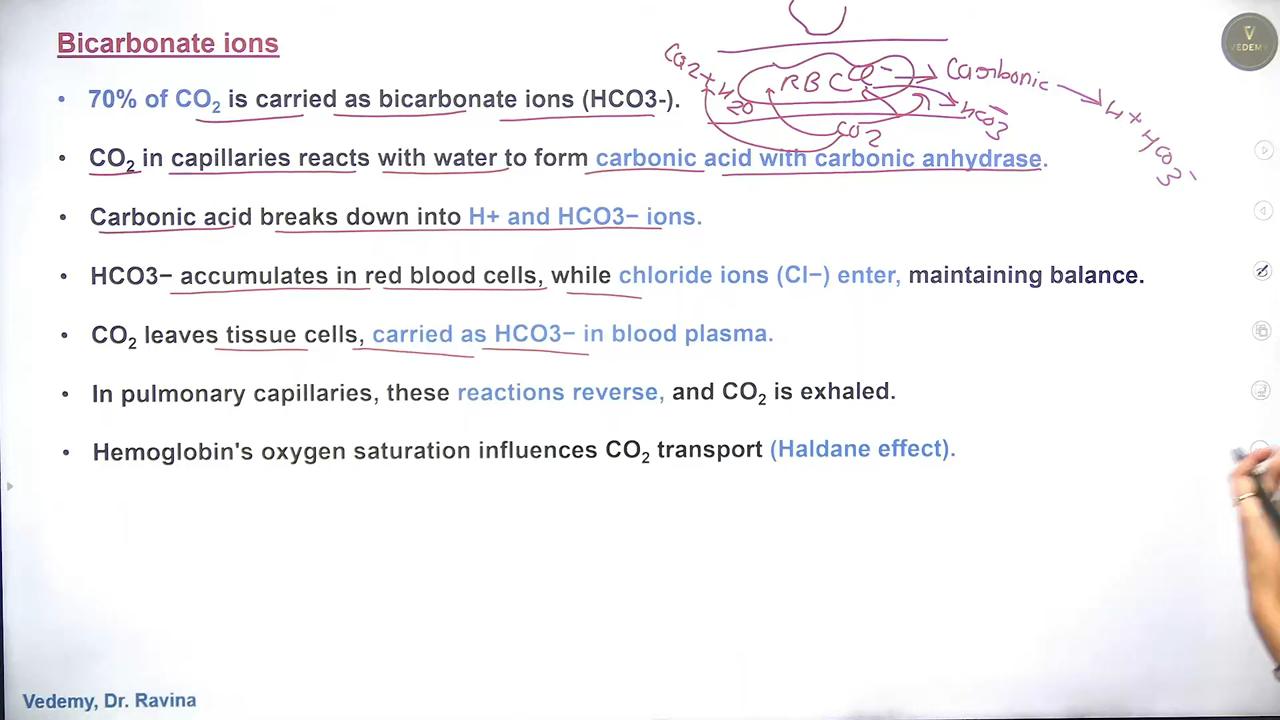 Bicarbonate ions
V
VEDEMY
RBC Cl-
Carbonic
H+ HCO3-
HCO3-
CO2
• 70% of CO2 is carried as bicarbonate ions (HCO3-).
• CO2 in capillaries reacts with water to form carbonic acid with carbonic anhydrase.
• Carbonic acid breaks down into H+ and HCO3− ions.
• HCO3− accumulates in red blood cells, while chloride ions (Cl−) enter, maintaining balance.
• CO2 leaves tissue cells, carried as HCO3− in blood plasma.
• In pulmonary capillaries, these reactions reverse, and CO2 is exhaled.
• Hemoglobin's oxygen saturation influences CO2 transport (Haldane effect).
Vedemy, Dr. Ravina